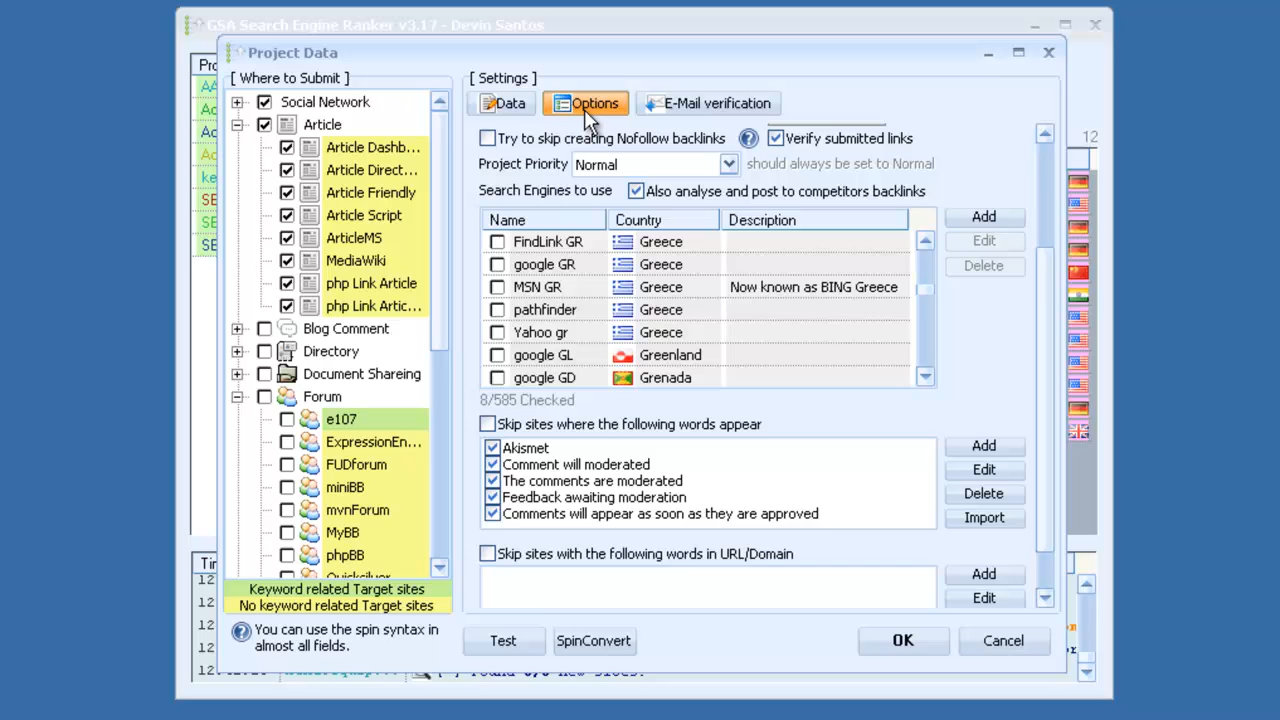 GSA Search Engine Ranker v3.17 - Devin Santos
Project Data
[ Where to Submit ]
Social Network
Article
Article Dashb...
Article Direct...
Article Friendly
Article Script
ArticleMS
MediaWiki
php Link Article
php Link Artic...
Blog Comment
Directory
Document Shareing
Forum
e107
ExpressionEn...
FUDforum
miniBB
mvnForum
MyBB
phpBB
Quicksilver
Keyword related Target sites
No keyword related Target sites
You can use the spin syntax in
almost all fields.
[ Settings ]
Data Options E-Mail verification
Try to skip creating Nofollow backlinks Verify submitted links
Project Priority Normal should always be set to Normal
Search Engines to use Also analyse and post to competitors backlinks
Name Country Description
FindLink GR Greece
google GR Greece
MSN GR Greece Now known as BING Greece
pathfinder Greece
Yahoo gr Greece
google GL Greenland
google GD Grenada
Add
Edit
Delete
8/585 Checked
Skip sites where the following words appear
Akismet
Comment will moderated
The comments are moderated
Feedback awaiting moderation
Comments will appear as soon as they are approved
Add
Edit
Delete
Import
Skip sites with the following words in URL/Domain
Add
Edit
Test SpinConvert OK Cancel
12